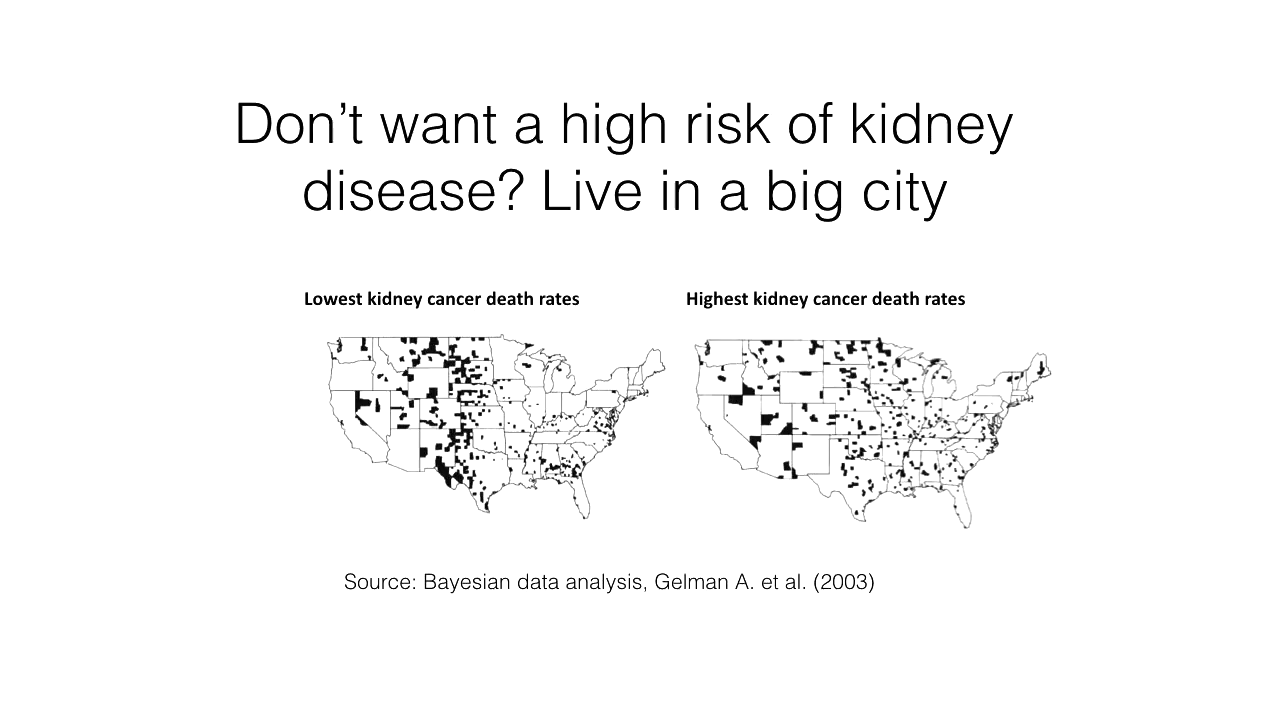 Don’t want a high risk of kidney
disease? Live in a big city
Lowest kidney cancer death rates
Highest kidney cancer death rates
Source: Bayesian data analysis, Gelman A. et al. (2003)